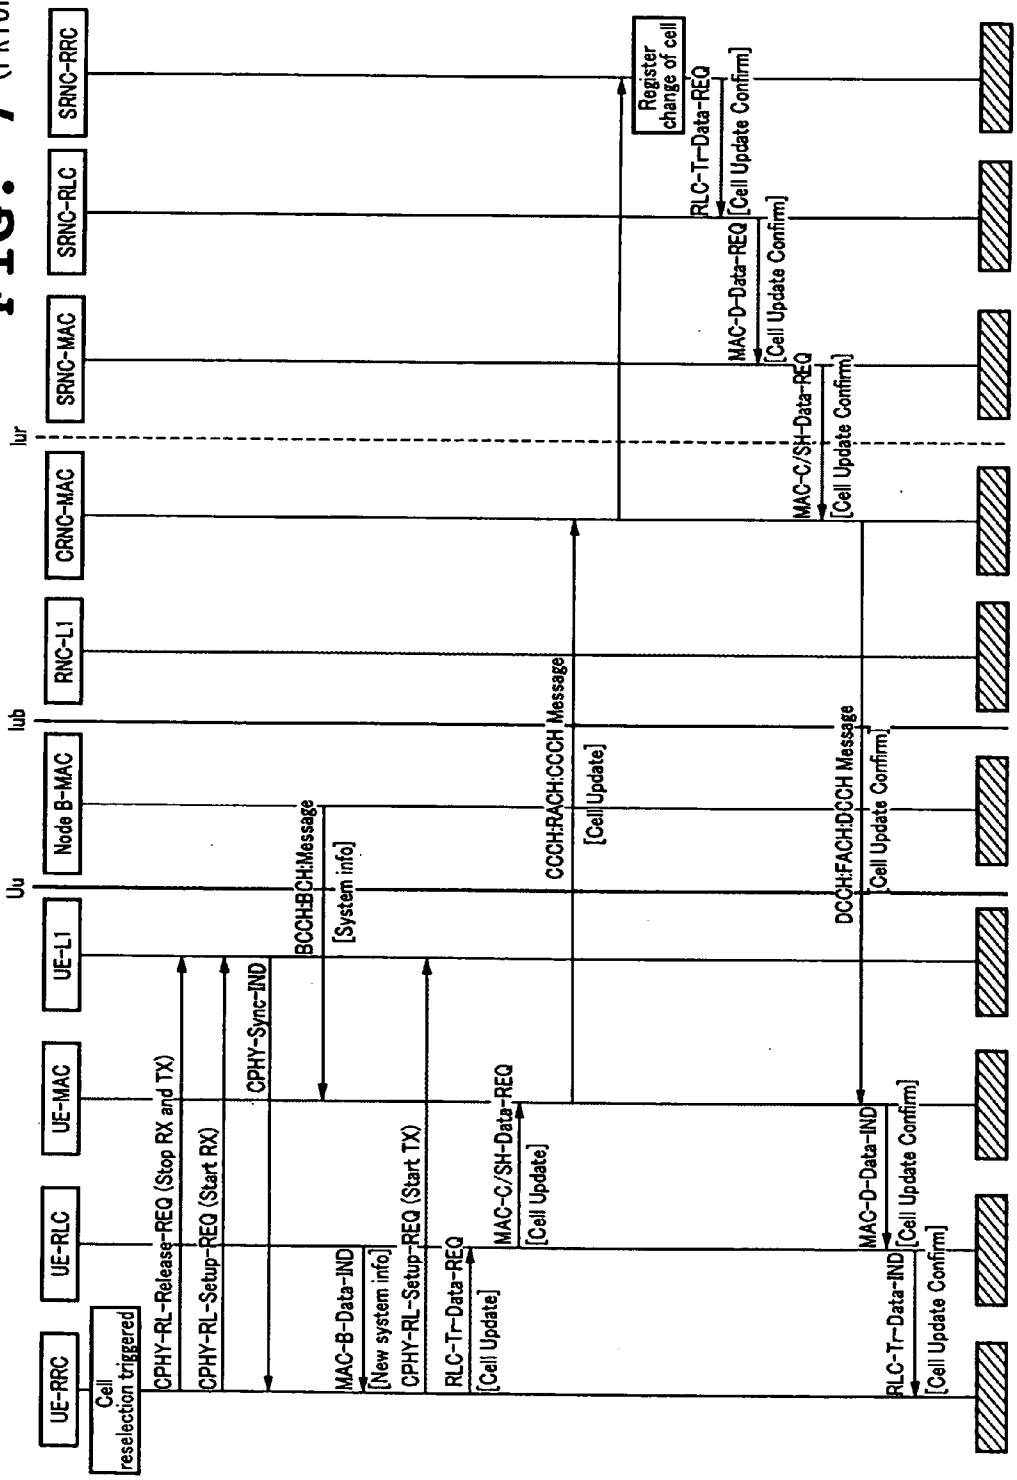 FIG. 7 (PRIOR
Uu
Iub
Iur
UE-RRC
UE-RLC
UE-MAC
UE-L1
Node B-MAC
RNC-L1
CRNC-MAC
SRNC-MAC
SRNC-RLC
SRNC-RRC
Cell
reselection triggered
CPHY-RL-Release-REQ (Stop RX and TX)
CPHY-RL-Setup-REQ (Start RX)
CPHY-Sync-IND
BCCH:BCH:Message
[System info]
MAC-B-Data-IND
[New system info]
CPHY-RL-Setup-REQ (Start TX)
RLC-Tr-Data-REQ
[Cell Update]
MAC-C/SH-Data-REQ
[Cell Update]
CCCH:RACH:CCCH Message
[Cell Update]
Register
change of cell
RLC-Tr-Data-REQ
[Cell Update Confirm]
MAC-D-Data-REQ
[Cell Update Confirm]
MAC-C/SH-Data-REQ
[Cell Update Confirm]
DCCH:FACH:DCCH Message
[Cell Update Confirm]
MAC-D-Data-IND
[Cell Update Confirm]
RLC-Tr-Data-IND
[Cell Update Confirm]